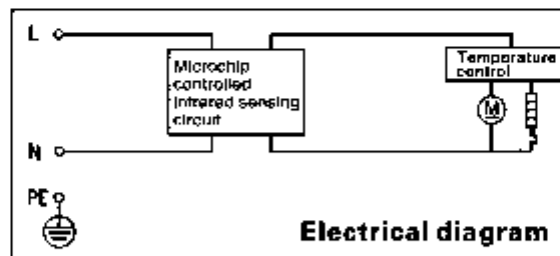 L
Microchip
controlled
infrared sensing
circuit
Temperature
control
M
N
PE
Electrical diagram